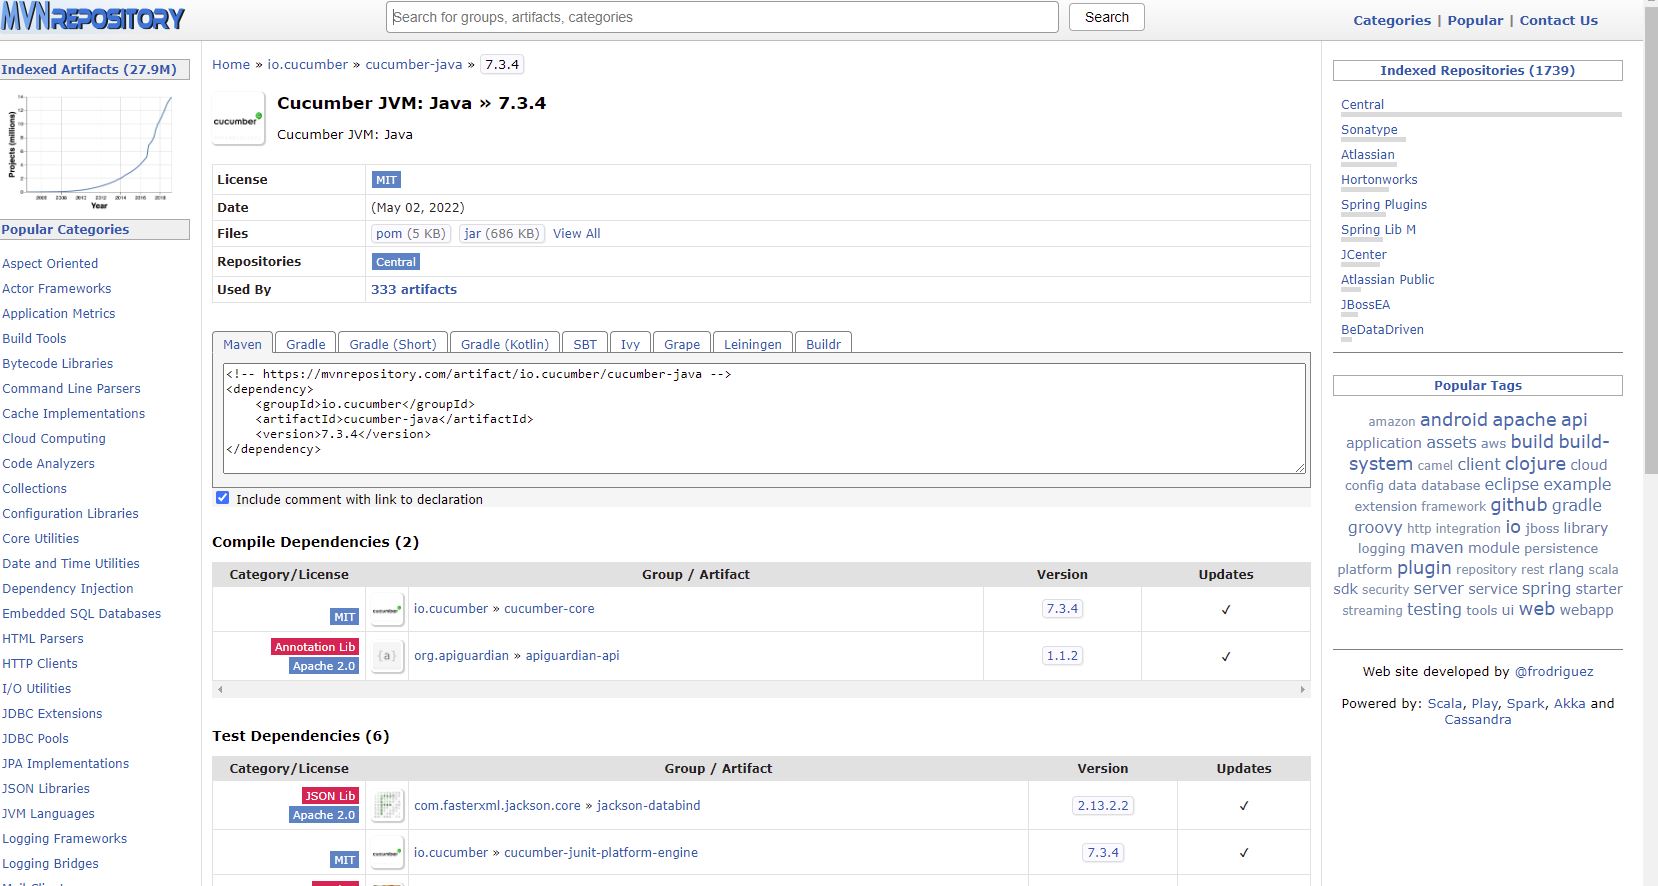 MVNREPOSITORY
Search for groups, artifacts, categories
Search
Categories | Popular | Contact Us
Indexed Artifacts (27.9M)
Projects (millions)
Year
Popular Categories
Aspect Oriented
Actor Frameworks
Application Metrics
Build Tools
Bytecode Libraries
Command Line Parsers
Cache Implementations
Cloud Computing
Code Analyzers
Collections
Configuration Libraries
Core Utilities
Date and Time Utilities
Dependency Injection
Embedded SQL Databases
HTML Parsers
HTTP Clients
I/O Utilities
JDBC Extensions
JDBC Pools
JPA Implementations
JSON Libraries
JVM Languages
Logging Frameworks
Logging Bridges
Home » io.cucumber » cucumber-java » 7.3.4
cucumber
Cucumber JVM: Java » 7.3.4
Cucumber JVM: Java
License MIT
Date (May 02, 2022)
Files pom (5 KB) jar (686 KB) View All
Repositories Central
Used By 333 artifacts
Maven Gradle Gradle (Short) Gradle (Kotlin) SBT Ivy Grape Leiningen Buildr
<!-- https://mvnrepository.com/artifact/io.cucumber/cucumber-java -->
<dependency>
    <groupId>io.cucumber</groupId>
    <artifactId>cucumber-java</artifactId>
    <version>7.3.4</version>
</dependency>
Include comment with link to declaration
Compile Dependencies (2)
Category/License Group / Artifact Version Updates
MIT cucumber io.cucumber » cucumber-core 7.3.4 ✓
Annotation Lib
Apache 2.0 {a} org.apiguardian » apiguardian-api 1.1.2 ✓
Test Dependencies (6)
Category/License Group / Artifact Version Updates
JSON Lib
Apache 2.0 com.fasterxml.jackson.core » jackson-databind 2.13.2.2 ✓
MIT cucumber io.cucumber » cucumber-junit-platform-engine 7.3.4 ✓
Indexed Repositories (1739)
Central
Sonatype
Atlassian
Hortonworks
Spring Plugins
Spring Lib M
JCenter
Atlassian Public
JBossEA
BeDataDriven
Popular Tags
amazon android apache api
application assets aws build build-
system camel client clojure cloud
config data database eclipse example
extension framework github gradle
groovy http integration io jboss library
logging maven module persistence
platform plugin repository rest rlang scala
sdk security server service spring starter
streaming testing tools ui web webapp
Web site developed by @frodriguez
Powered by: Scala, Play, Spark, Akka and
Cassandra